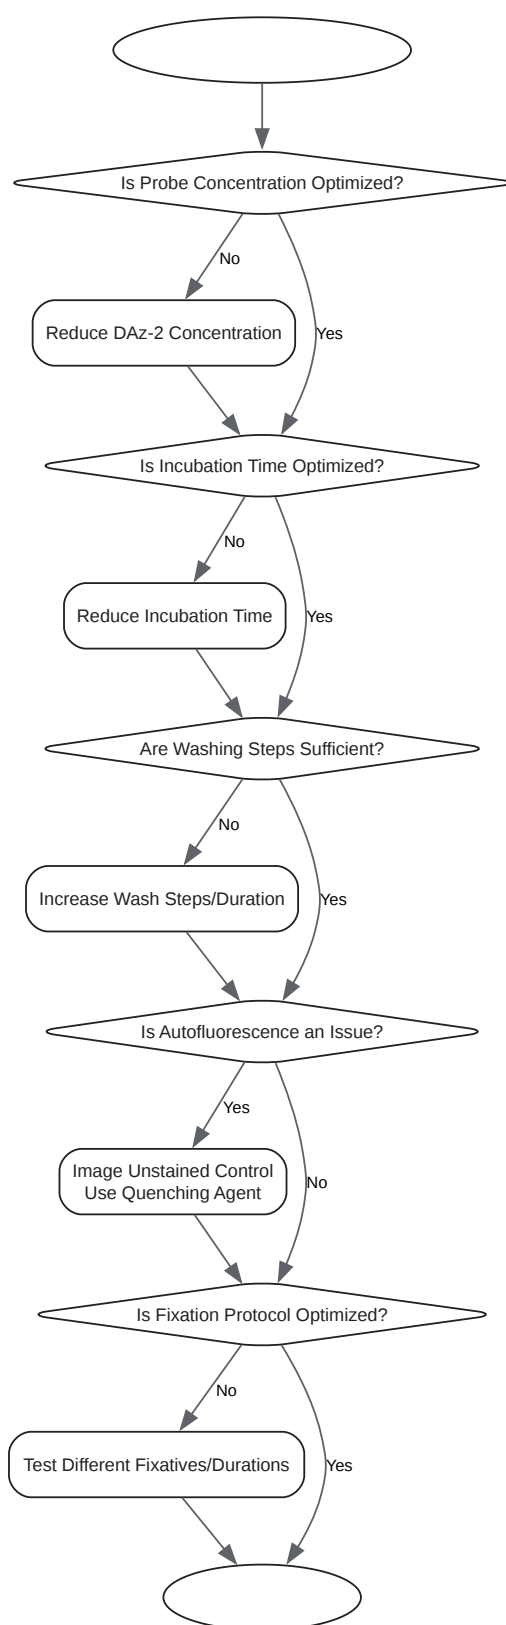 Is Probe Concentration Optimized?
No
Reduce DAz-2 Concentration
Yes
Is Incubation Time Optimized?
No
Reduce Incubation Time
Yes
Are Washing Steps Sufficient?
No
Increase Wash Steps/Duration
Yes
Is Autofluorescence an Issue?
Yes
Image Unstained Control
Use Quenching Agent
No
Is Fixation Protocol Optimized?
No
Test Different Fixatives/Durations
Yes